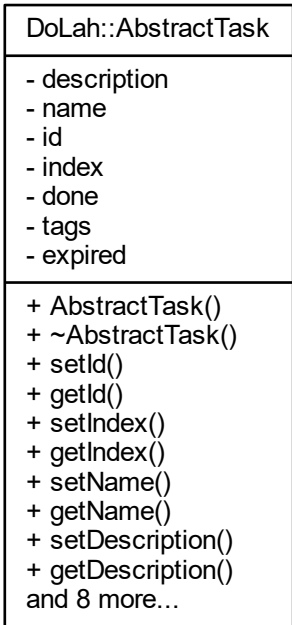 DoLah::AbstractTask
- description
- name
- id
- index
- done
- tags
- expired
+ AbstractTask()
+ ~AbstractTask()
+ setId()
+ getId()
+ setIndex()
+ getIndex()
+ setName()
+ getName()
+ setDescription()
+ getDescription()
and 8 more...